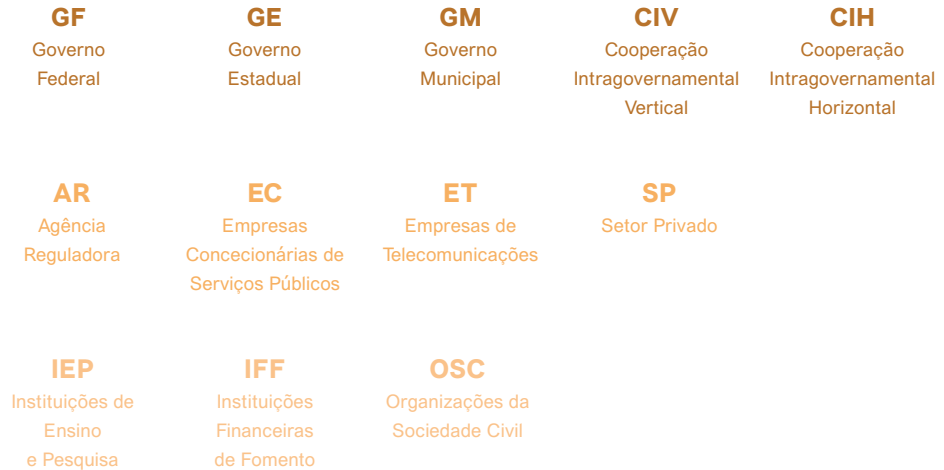 GF
Governo
Federal
GE
Governo
Estadual
GM
Governo
Municipal
CIV
Cooperação
Intragovernamental
Vertical
CIH
Cooperação
Intragovernamental
Horizontal
AR
Agência
Reguladora
EC
Empresas
Concecionárias de
Serviços Públicos
ET
Empresas de
Telecomunicações
SP
Setor Privado
IEP
Instituições de
Ensino
e Pesquisa
IFF
Instituições
Financeiras
de Fomento
OSC
Organizações da
Sociedade Civil